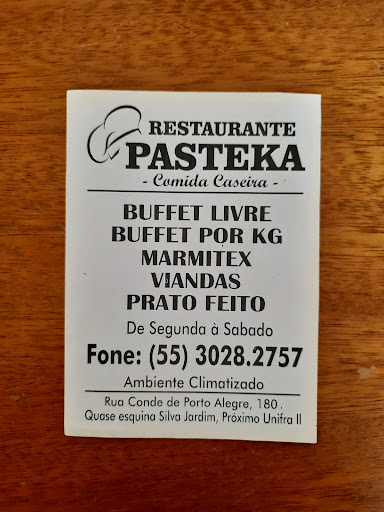 RESTAURANTE
PASTEKA
- Comida Caseira -
BUFFET LIVRE
BUFFET POR KG
MARMITEX
VIANDAS
PRATO FEITO
De Segunda à Sabado
Fone: (55) 3028.2757
Ambiente Climatizado
Rua Conde de Porto Alegre, 180.
Quase esquina Silva Jardim, Próximo Unifra II